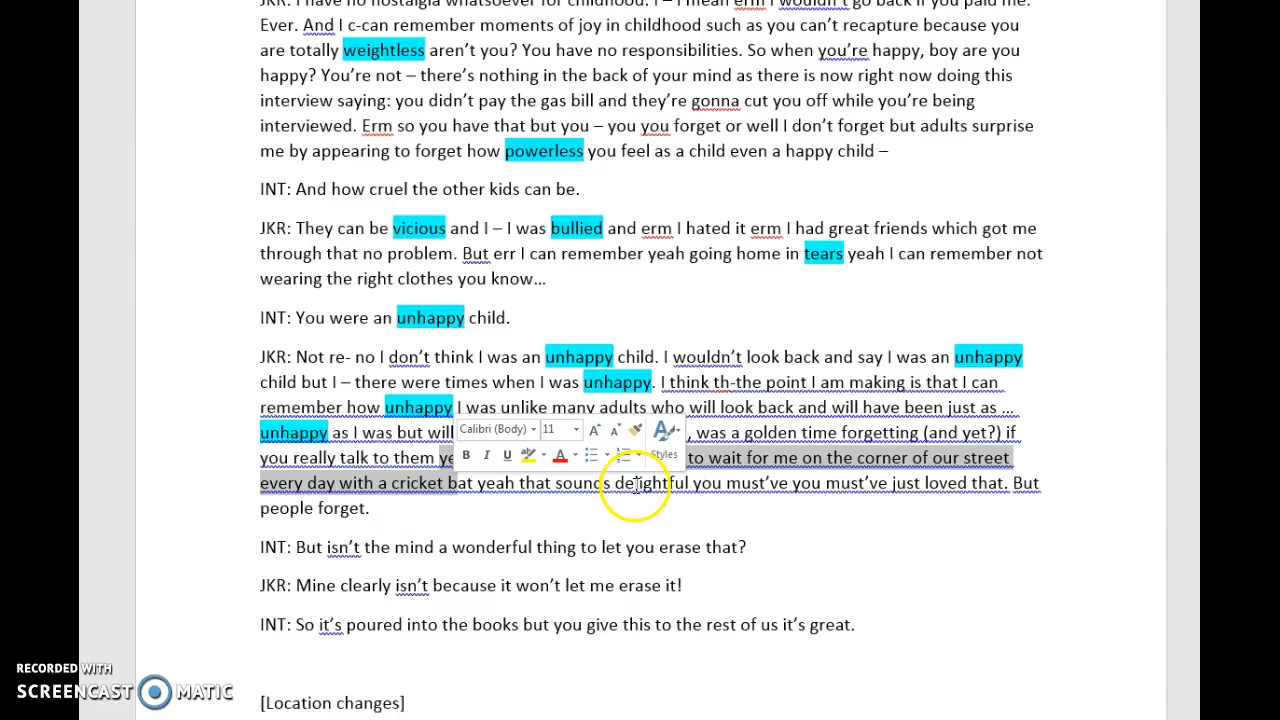 JKR: I have no nostalgia whatsoever for childhood. I – I mean erm I wouldn't go back if you paid me.
Ever. And I c-can remember moments of joy in childhood such as you can't recapture because you
are totally weightless aren't you? You have no responsibilities. So when you're happy, boy are you
happy? You're not – there's nothing in the back of your mind as there is now right now doing this
interview saying: you didn't pay the gas bill and they're gonna cut you off while you're being
interviewed. Erm so you have that but you – you you forget or well I don't forget but adults surprise
me by appearing to forget how powerless you feel as a child even a happy child –
INT: And how cruel the other kids can be.
JKR: They can be vicious and I – I was bullied and erm I hated it erm I had great friends which got me
through that no problem. But err I can remember yeah going home in tears yeah I can remember not
wearing the right clothes you know…
INT: You were an unhappy child.
JKR: Not re- no I don't think I was an unhappy child. I wouldn't look back and say I was an unhappy
child but I – there were times when I was unhappy. I think th-the point I am making is that I can
remember how unhappy I was unlike many adults who will look back and will have been just as …
unhappy as I was but will , was a golden time forgetting (and yet?) if
Calibri (Body) 11
B I U A Styles
you really talk to them to wait for me on the corner of our street
every day with a cricket bat yeah that sounds delightful you must've you must've just loved that. But
people forget.
INT: But isn't the mind a wonderful thing to let you erase that?
JKR: Mine clearly isn't because it won't let me erase it!
INT: So it's poured into the books but you give this to the rest of us it's great.
RECORDED WITH
SCREENCAST MATIC
[Location changes]